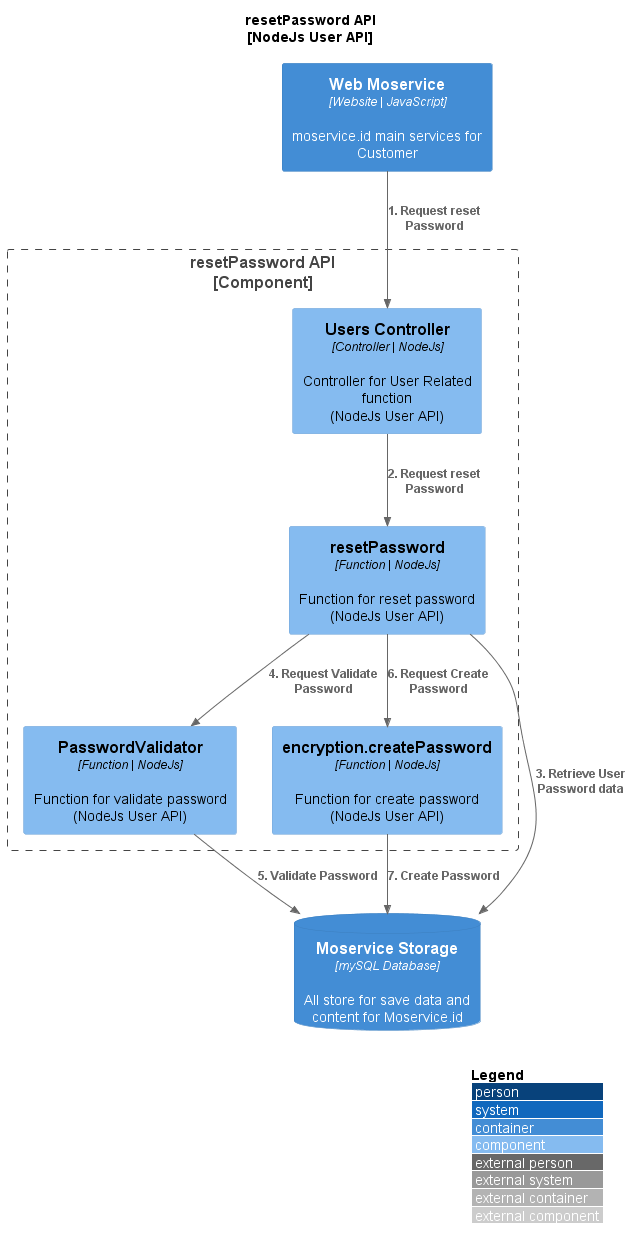 resetPassword API
[NodeJs User API]
Web Moservice
[Website | JavaScript]
moservice.id main services for
Customer
1. Request reset
Password
resetPassword API
[Component]
Users Controller
[Controller | NodeJs]
Controller for User Related
function
(NodeJs User API)
2. Request reset
Password
resetPassword
[Function | NodeJs]
Function for reset password
(NodeJs User API)
4. Request Validate
Password
6. Request Create
Password
3. Retrieve User
Password data
PasswordValidator
[Function | NodeJs]
Function for validate password
(NodeJs User API)
encryption.createPassword
[Function | NodeJs]
Function for create password
(NodeJs User API)
5. Validate Password
7. Create Password
Moservice Storage
[mySQL Database]
All store for save data and
content for Moservice.id
Legend
person
system
container
component
external person
external system
external container
external component